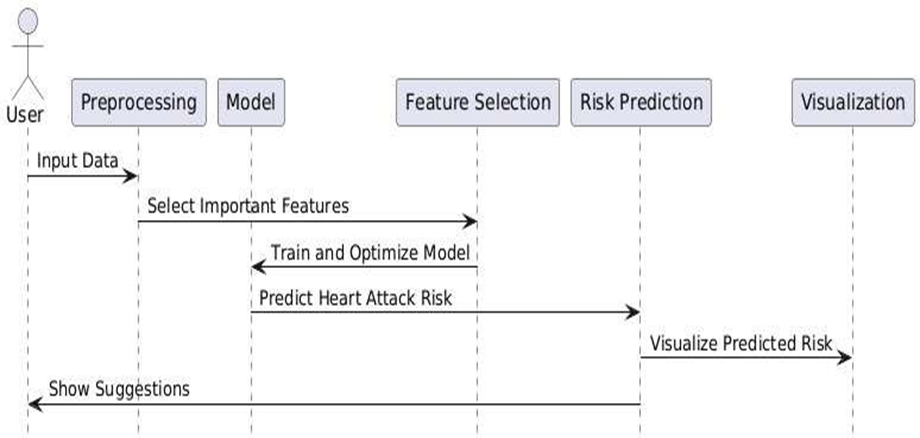 User
Preprocessing
Model
Feature Selection
Risk Prediction
Visualization
Input Data
Select Important Features
Train and Optimize Model
Predict Heart Attack Risk
Visualize Predicted Risk
Show Suggestions